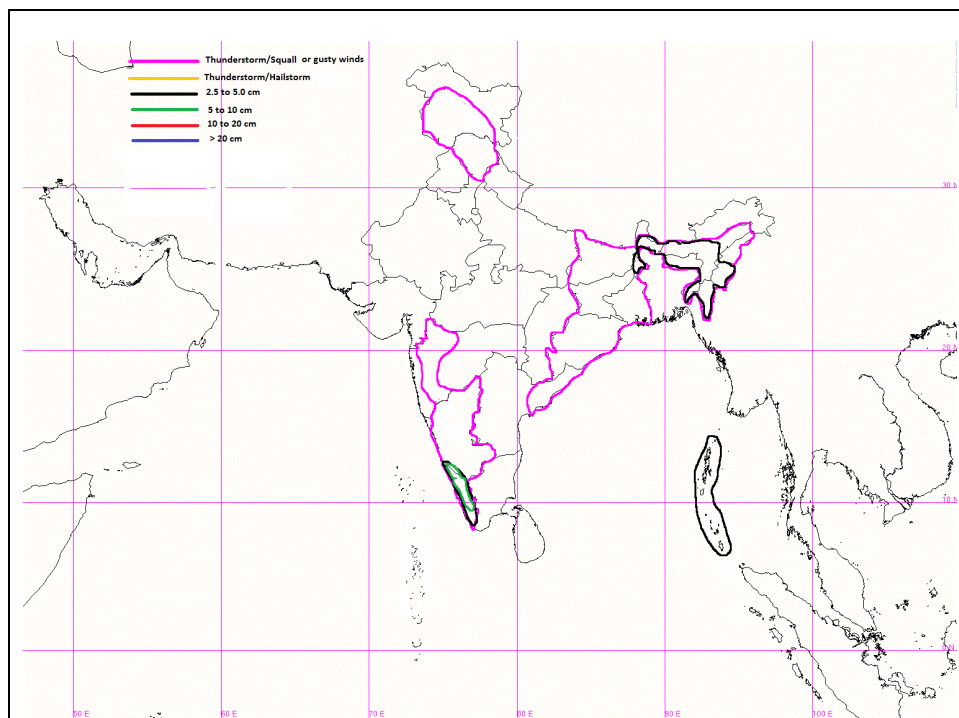 Thunderstorm/Squall or gusty winds
Thunderstorm/Hailstorm
2.5 to 5.0 cm
5 to 10 cm
10 to 20 cm
> 20 cm
30 N
20 N
10 N
50 E
60 E
70 E
80 E
90 E
100 E